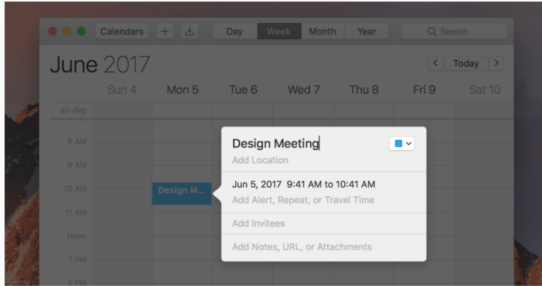 Calendars + Day Week Month Year Search
June 2017 < Today >
Sun 4 Mon 5 Tue 6 Wed 7 Thu 8 Fri 9 Sat 10
all-day
8 AM
9 AM
10 AM
11 AM
Noon
1 PM
2 PM
Design M...
Design Meeting
Add Location
Jun 5, 2017 9:41 AM to 10:41 AM
Add Alert, Repeat, or Travel Time
Add Invitees
Add Notes, URL, or Attachments